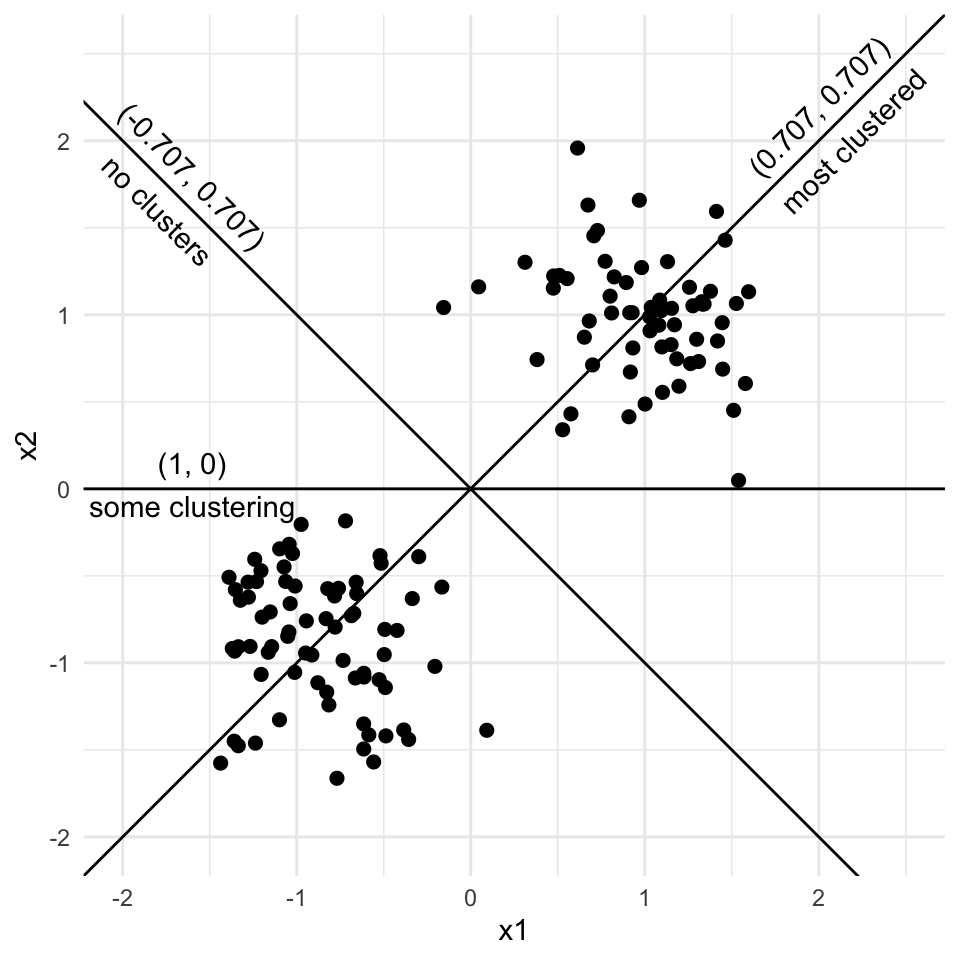 (-0.707, 0.707)
no clusters
(0.707, 0.707)
most clustered
(1, 0)
some clustering
x2
2
1
0
-1
-2
-2
-1
0
1
2
x1